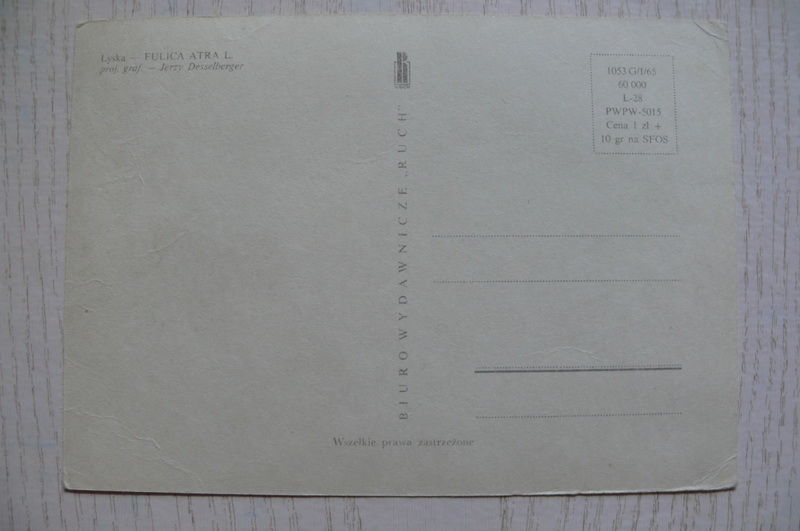 Łyska — FULICA ATRA L.
proj. graf. — Jerzy Desselberger
BIURO WYDAWNICZE „RUCH"
1053 G/I/65
60 000
L-28
PWPW-5015
Cena 1 zł +
10 gr na SFOS
Wszelkie prawa zastrzeżone